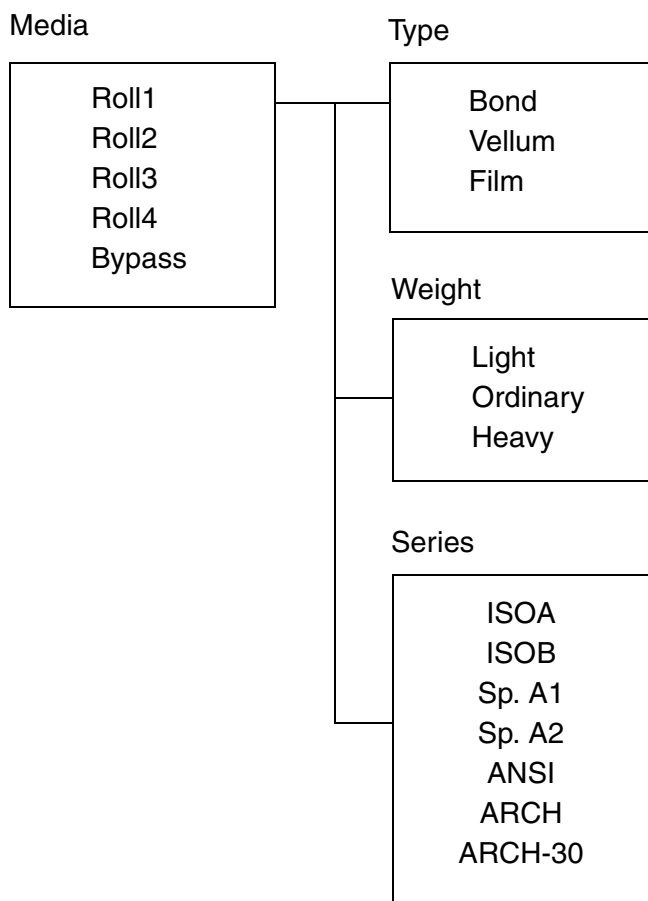 Media
Roll1
Roll2
Roll3
Roll4
Bypass
Type
Bond
Vellum
Film
Weight
Light
Ordinary
Heavy
Series
ISOA
ISOB
Sp. A1
Sp. A2
ANSI
ARCH
ARCH-30